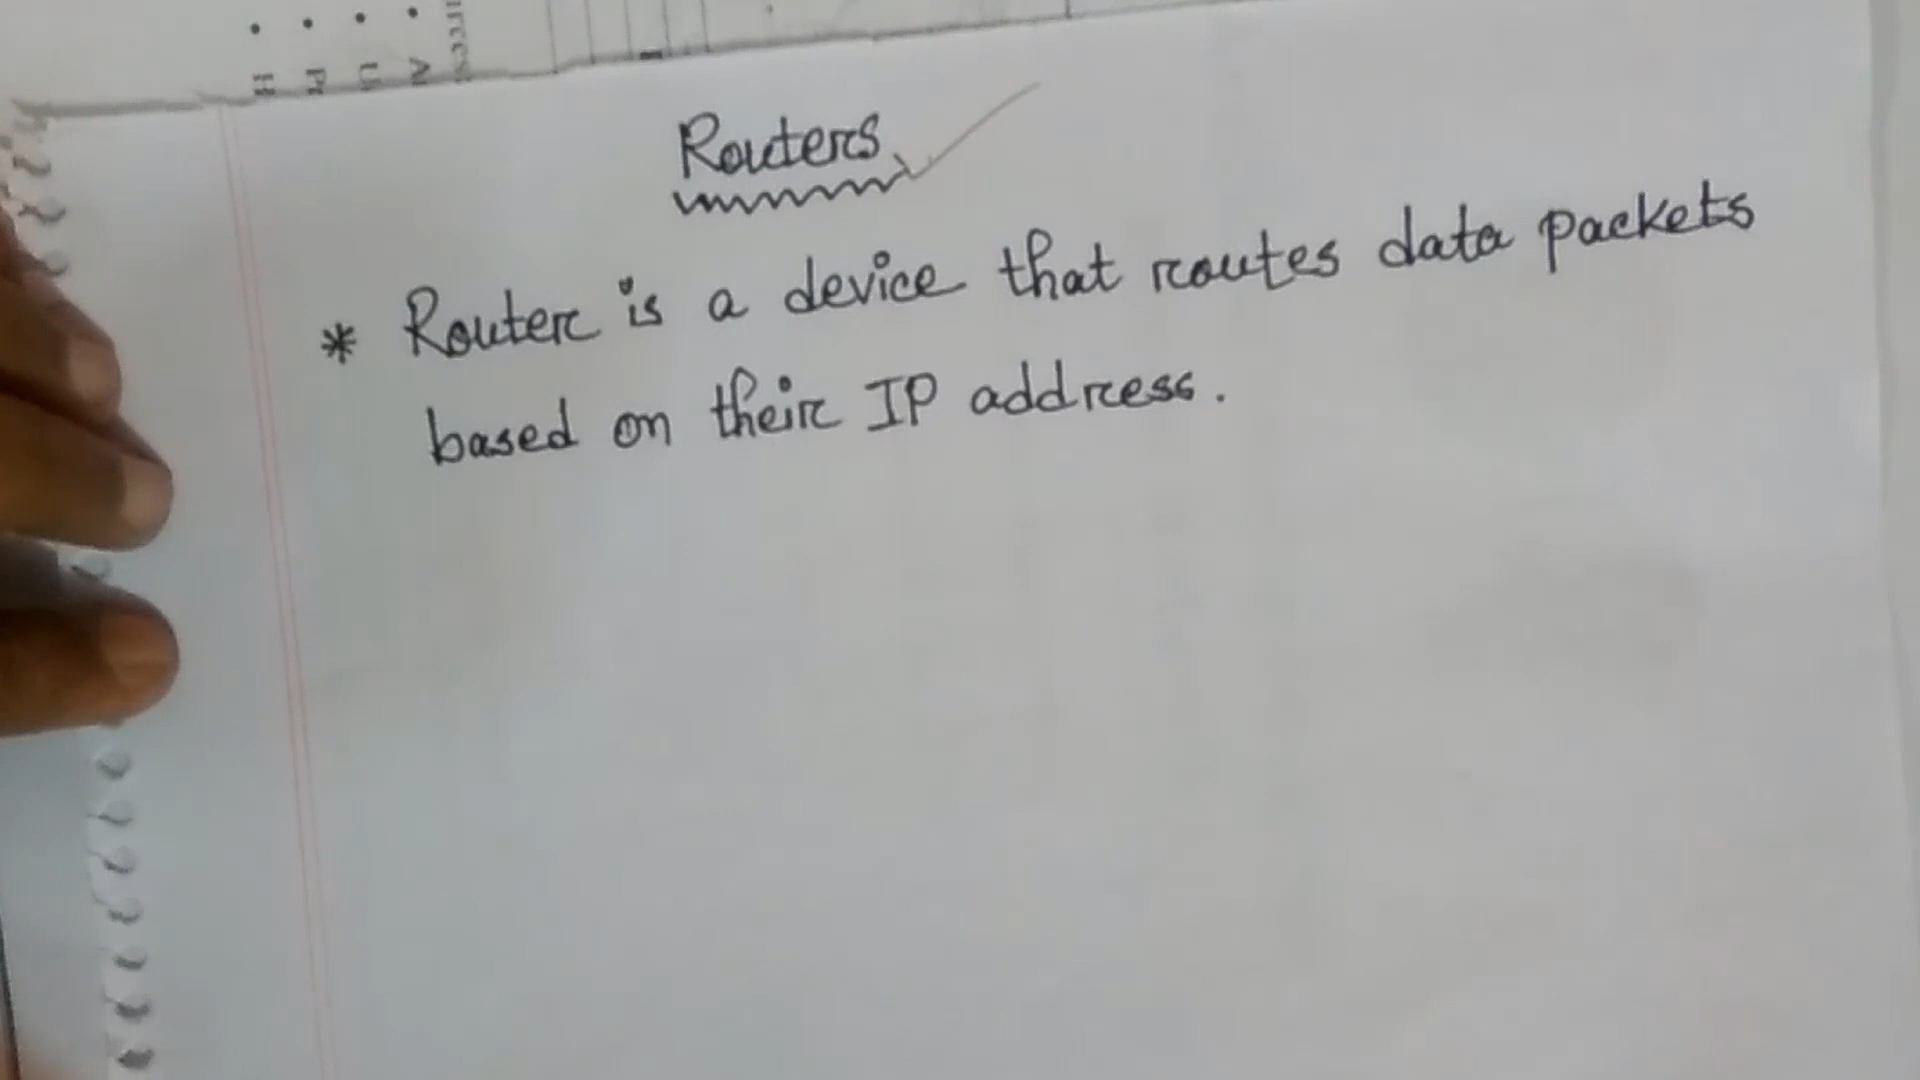 Routers
* Router is a device that routes data packets
based on their IP address.